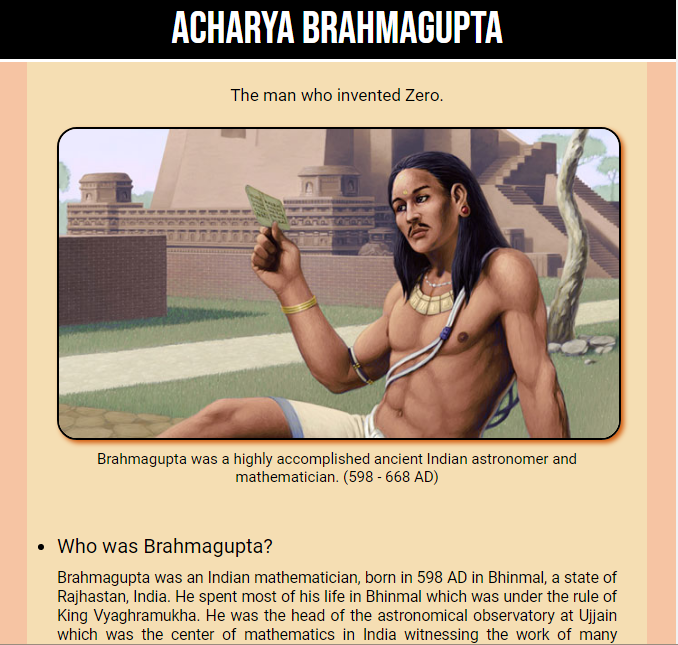 ACHARYA BRAHMAGUPTA
The man who invented Zero.
Brahmagupta was a highly accomplished ancient Indian astronomer and
mathematician. (598 - 668 AD)
• Who was Brahmagupta?
Brahmagupta was an Indian mathematician, born in 598 AD in Bhinmal, a state of
Rajhastan, India. He spent most of his life in Bhinmal which was under the rule of
King Vyaghramukha. He was the head of the astronomical observatory at Ujjain
which was the center of mathematics in India witnessing the work of many